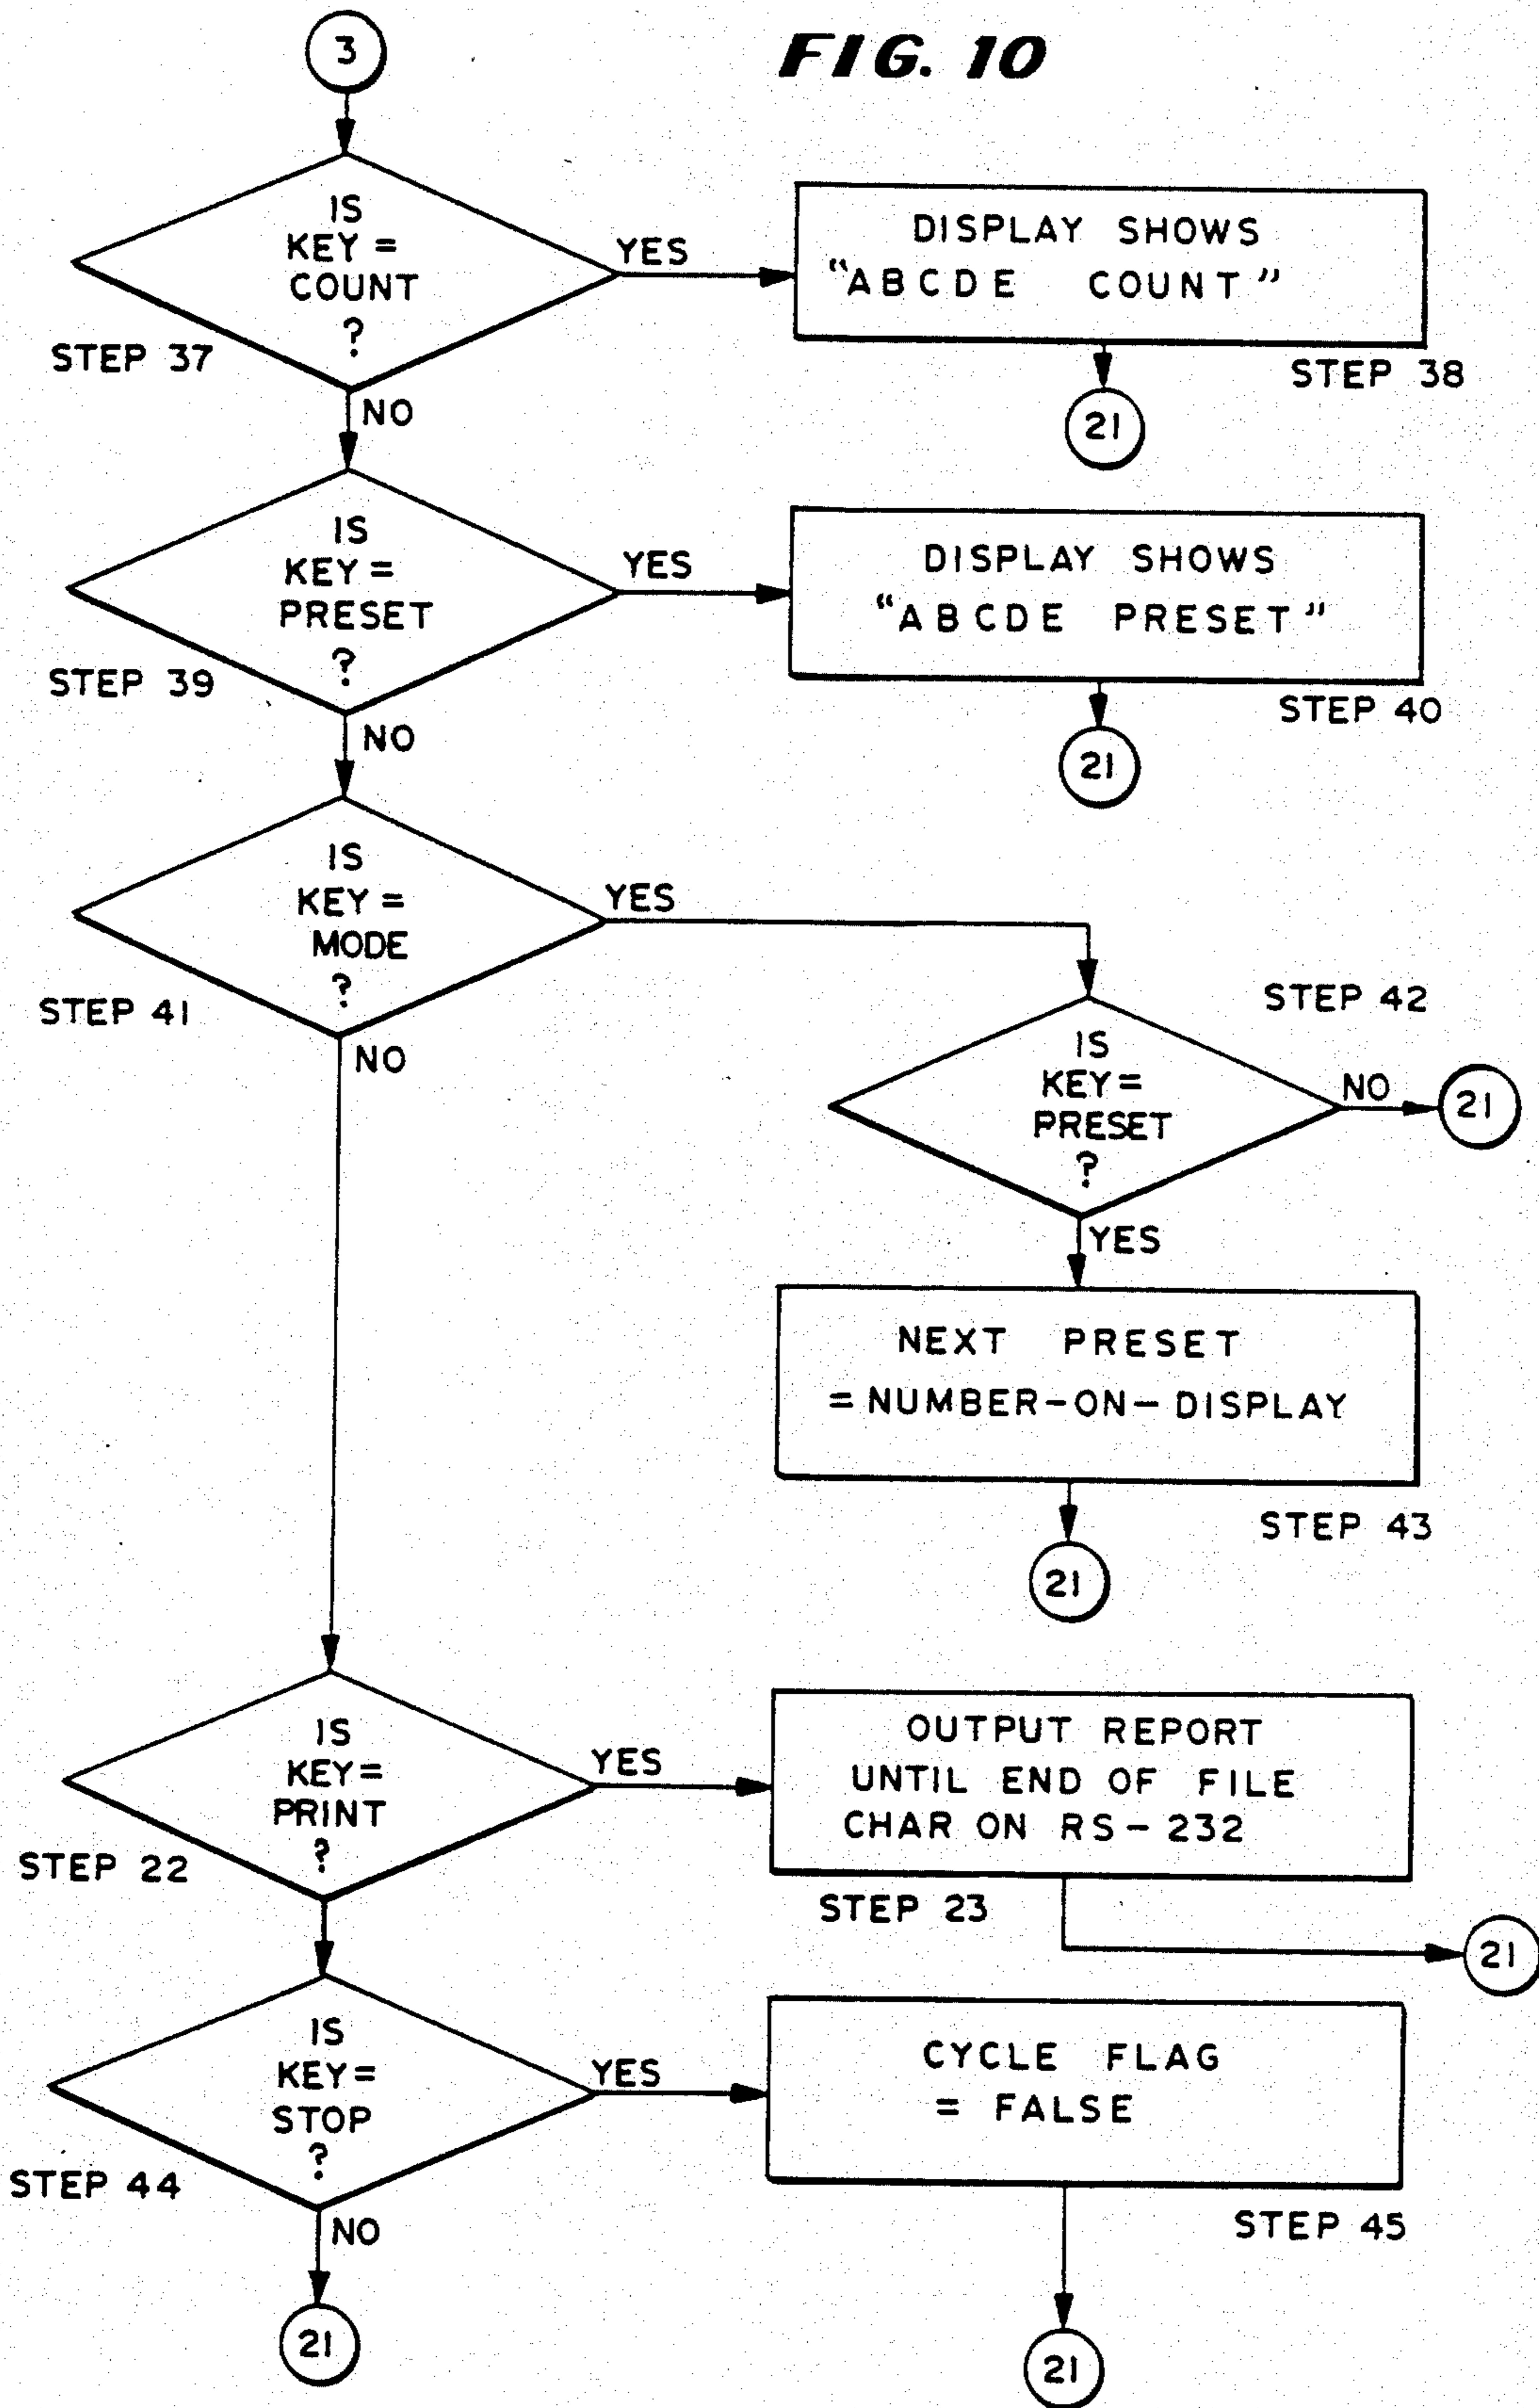 FIG. 10
3
IS
KEY =
COUNT
?
STEP 37
YES
DISPLAY SHOWS
"ABCDE COUNT"
STEP 38
21
NO
IS
KEY =
PRESET
?
STEP 39
YES
DISPLAY SHOWS
"ABCDE PRESET"
STEP 40
21
NO
IS
KEY =
MODE
?
STEP 41
YES
STEP 42
IS
KEY =
PRESET
?
NO
21
YES
NEXT PRESET
= NUMBER-ON-DISPLAY
STEP 43
21
NO
IS
KEY=
PRINT
?
STEP 22
YES
OUTPUT REPORT
UNTIL END OF FILE
CHAR ON RS-232
STEP 23
21
IS
KEY=
STOP
?
STEP 44
YES
CYCLE FLAG
= FALSE
STEP 45
21
NO
21